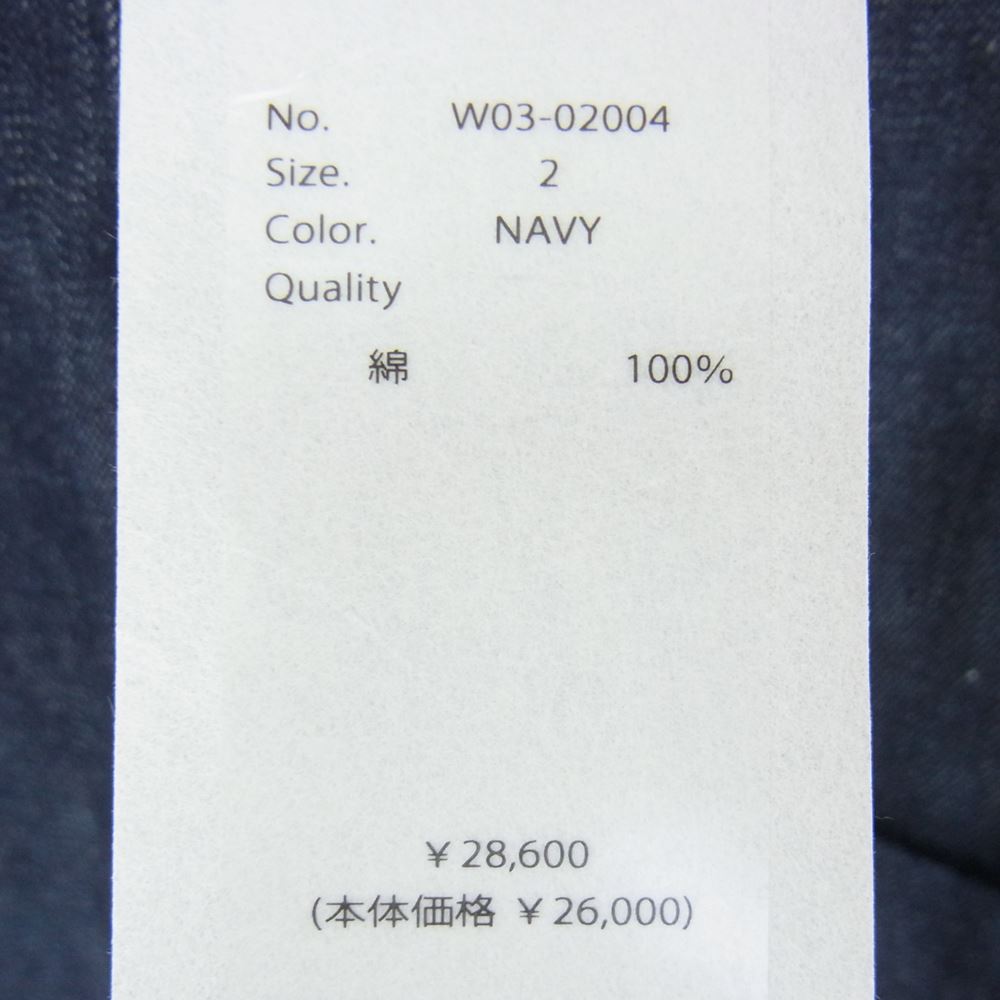 No. W03-02004
Size. 2
Color. NAVY
Quality
綿 100%
¥ 28,600
(本体価格 ¥ 26,000)